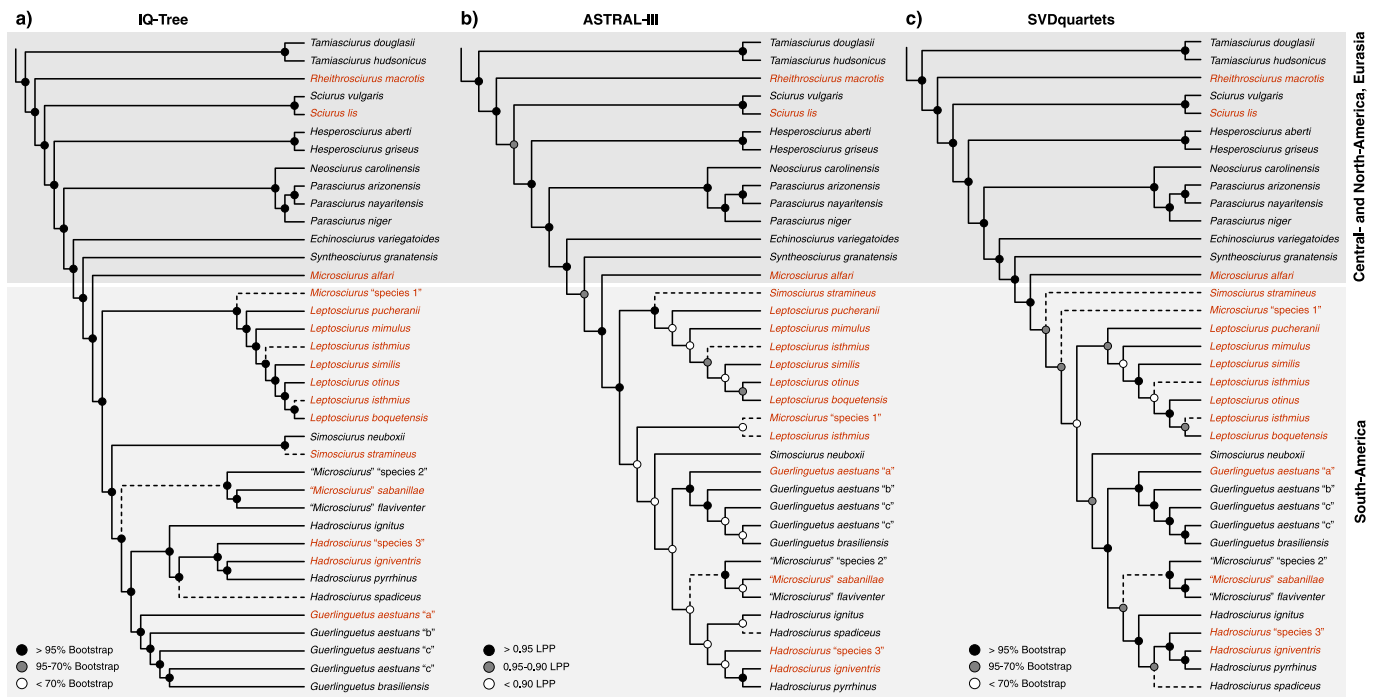 a) IQ-Tree
Tamiasciurus douglasii
Tamiasciurus hudsonicus
Rheithrosciurus macrotis
Sciurus vulgaris
Sciurus lis
Hesperosciurus aberti
Hesperosciurus griseus
Neosciurus carolinensis
Parasciurus arizonensis
Parasciurus nayaritensis
Parasciurus niger
Echinosciurus variegatoides
Syntheosciurus granatensis
Microsciurus alfari
Microsciurus “species 1”
Leptosciurus pucheranii
Leptosciurus mimulus
Leptosciurus isthmius
Leptosciurus similis
Leptosciurus otinus
Leptosciurus isthmius
Leptosciurus boquetensis
Simosciurus neuboxii
Simosciurus stramineus
“Microsciurus” “species 2”
“Microsciurus” sabanillae
“Microsciurus” flaviventer
Hadrosciurus ignitus
Hadrosciurus “species 3”
Hadrosciurus igniventris
Hadrosciurus pyrrhinus
Hadrosciurus spadiceus
Guerlinguetus aestuans “a”
Guerlinguetus aestuans “b”
Guerlinguetus aestuans “c”
Guerlinguetus aestuans “c”
Guerlinguetus brasiliensis
> 95% Bootstrap
95-70% Bootstrap
< 70% Bootstrap
b) ASTRAL-III
Tamiasciurus douglasii
Tamiasciurus hudsonicus
Rheithrosciurus macrotis
Sciurus vulgaris
Sciurus lis
Hesperosciurus aberti
Hesperosciurus griseus
Neosciurus carolinensis
Parasciurus arizonensis
Parasciurus nayaritensis
Parasciurus niger
Echinosciurus variegatoides
Syntheosciurus granatensis
Microsciurus alfari
Simosciurus stramineus
Leptosciurus pucheranii
Leptosciurus mimulus
Leptosciurus isthmius
Leptosciurus similis
Leptosciurus otinus
Leptosciurus boquetensis
Microsciurus “species 1”
Leptosciurus isthmius
Simosciurus neuboxii
Guerlinguetus aestuans “a”
Guerlinguetus aestuans “b”
Guerlinguetus aestuans “c”
Guerlinguetus aestuans “c”
Guerlinguetus brasiliensis
“Microsciurus” “species 2”
“Microsciurus” sabanillae
“Microsciurus” flaviventer
Hadrosciurus ignitus
Hadrosciurus spadiceus
Hadrosciurus “species 3”
Hadrosciurus igniventris
Hadrosciurus pyrrhinus
> 0.95 LPP
0.95-0.90 LPP
< 0.90 LPP
c) SVDquartets
Tamiasciurus douglasii
Tamiasciurus hudsonicus
Rheithrosciurus macrotis
Sciurus vulgaris
Sciurus lis
Hesperosciurus aberti
Hesperosciurus griseus
Neosciurus carolinensis
Parasciurus arizonensis
Parasciurus nayaritensis
Parasciurus niger
Echinosciurus variegatoides
Syntheosciurus granatensis
Microsciurus alfari
Simosciurus stramineus
Microsciurus “species 1”
Leptosciurus pucheranii
Leptosciurus mimulus
Leptosciurus similis
Leptosciurus isthmius
Leptosciurus otinus
Leptosciurus isthmius
Leptosciurus boquetensis
Simosciurus neuboxii
Guerlinguetus aestuans “a”
Guerlinguetus aestuans “b”
Guerlinguetus aestuans “c”
Guerlinguetus aestuans “c”
Guerlinguetus brasiliensis
“Microsciurus” “species 2”
“Microsciurus” sabanillae
“Microsciurus” flaviventer
Hadrosciurus ignitus
Hadrosciurus “species 3”
Hadrosciurus igniventris
Hadrosciurus pyrrhinus
Hadrosciurus spadiceus
> 95% Bootstrap
95-70% Bootstrap
< 70% Bootstrap
Central- and North-America, Eurasia
South-America